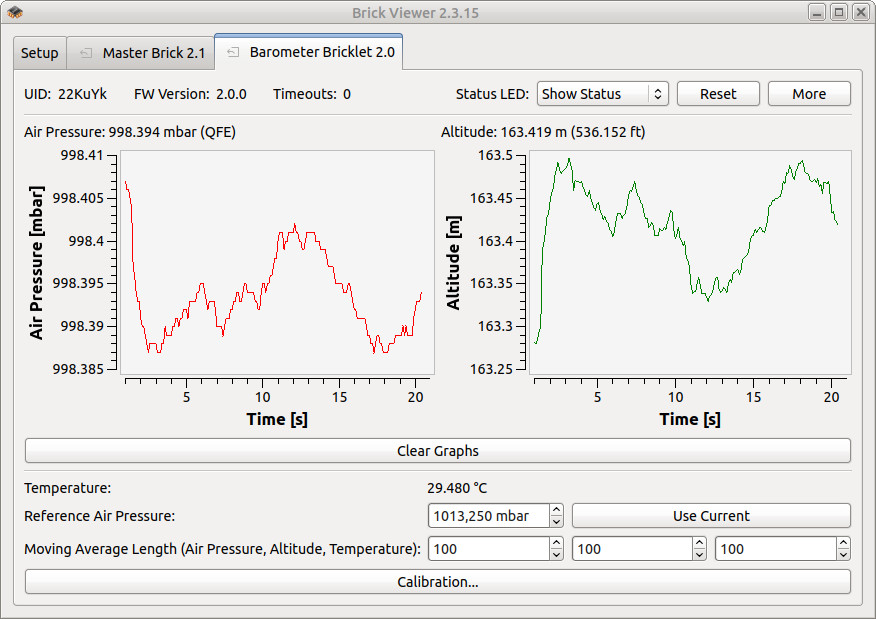 Brick Viewer 2.3.15
Setup Master Brick 2.1 Barometer Bricklet 2.0
UID: 22KuYk FW Version: 2.0.0 Timeouts: 0 Status LED: Show Status Reset More
Air Pressure: 998.394 mbar (QFE)
998.41
998.405
998.4
998.395
998.39
998.385
Air Pressure [mbar]
5 10 15 20
Time [s]
Altitude: 163.419 m (536.152 ft)
163.5
163.45
163.4
163.35
163.3
163.25
Altitude [m]
5 10 15 20
Time [s]
Clear Graphs
Temperature: 29.480 °C
Reference Air Pressure: 1013,250 mbar Use Current
Moving Average Length (Air Pressure, Altitude, Temperature): 100 100 100
Calibration...